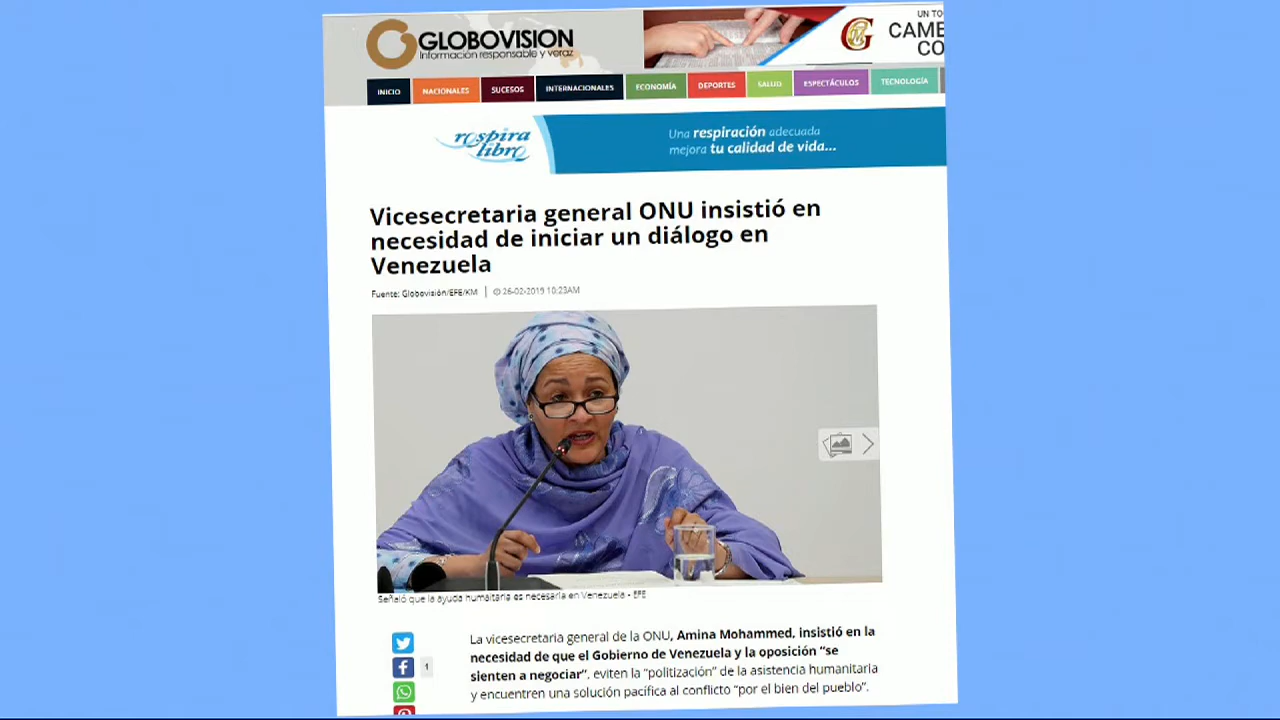 GLOBOVISION
Información responsable y veraz
UN TO
CAMB
CO
INICIO
NACIONALES
SUCESOS
INTERNACIONALES
ECONOMÍA
DEPORTES
SALUD
ESPECTÁCULOS
TECNOLOGÍA
respira
libre
Una respiración adecuada
mejora tu calidad de vida...
Vicesecretaria general ONU insistió en
necesidad de iniciar un diálogo en
Venezuela
Fuente: Globovisión/EFE/KM | 26-02-2019 10:23AM
Señaló que la ayuda humitaria es necesaria en Venezuela - EFE
La vicesecretaria general de la ONU, Amina Mohammed, insistió en la
necesidad de que el Gobierno de Venezuela y la oposición “se
sienten a negociar”, eviten la “politización” de la asistencia humanitaria
1
y encuentren una solución pacífica al conflicto “por el bien del pueblo”.